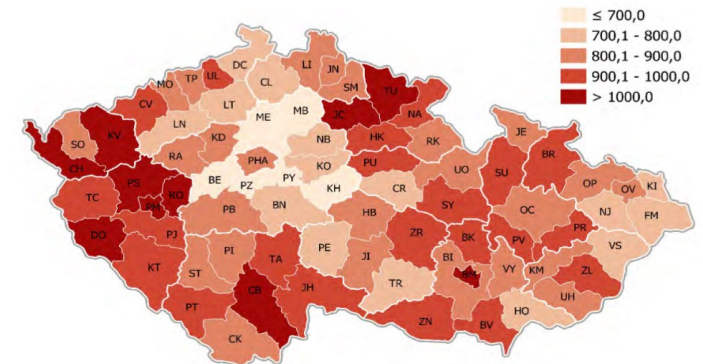 ≤ 700,0
700,1 - 800,0
800,1 - 900,0
900,1 - 1000,0
> 1000,0
DC
LI
JN
MO
TP
UL
CL
SM
TU
CV
LT
MB
JC
NA
ME
KV
SO
LN
KD
HK
RK
JE
CH
RA
PHA
NB
PU
BR
PS
RO
BE
PZ
PY
KO
KH
UO
SU
TC
PM
CR
OP
OV
KI
PB
BN
SY
OC
NJ
FM
DO
PJ
HB
PI
TA
PE
ZR
BK
PV
PR
VS
KT
ST
JI
BI
BM
VY
KM
ZL
PT
CB
JH
TR
UH
CK
ZN
BV
HO